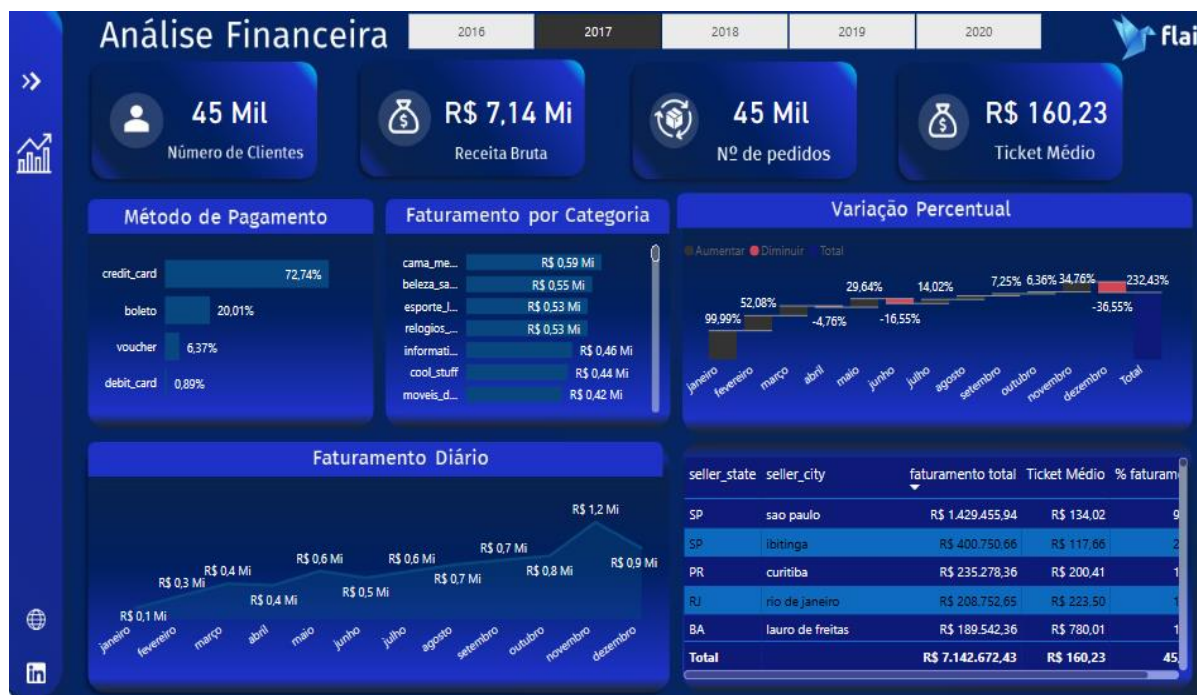 Análise Financeira
2016 2017 2018 2019 2020
flai
45 Mil
Número de Clientes
R$ 7,14 Mi
Receita Bruta
45 Mil
Nº de pedidos
R$ 160,23
Ticket Médio
Método de Pagamento
credit_card 72,74%
boleto 20,01%
voucher 6,37%
debit_card 0,89%
Faturamento por Categoria
cama_me... R$ 0,59 Mi
beleza_sa... R$ 0,55 Mi
esporte_l... R$ 0,53 Mi
relogios_... R$ 0,53 Mi
informati... R$ 0,46 Mi
cool_stuff R$ 0,44 Mi
moveis_d... R$ 0,42 Mi
Variação Percentual
Aumentar Diminuir Total
99,99% 52,08% -4,76% 29,64% -16,55% 14,02% 7,25% 6,36% 34,76% -36,55% 232,43%
janeiro fevereiro março abril maio junho julho agosto setembro outubro novembro dezembro Total
Faturamento Diário
R$ 0,1 Mi R$ 0,3 Mi R$ 0,4 Mi R$ 0,4 Mi R$ 0,6 Mi R$ 0,5 Mi R$ 0,6 Mi R$ 0,7 Mi R$ 0,7 Mi R$ 0,8 Mi R$ 1,2 Mi R$ 0,9 Mi
janeiro fevereiro março abril maio junho julho agosto setembro outubro novembro dezembro
seller_state seller_city faturamento total Ticket Médio % faturam
SP sao paulo R$ 1.429.455,94 R$ 134,02 9
SP ibitinga R$ 400.750,66 R$ 117,66 2
PR curitiba R$ 235.278,36 R$ 200,41 1
RJ rio de janeiro R$ 208.752,65 R$ 223,50 1
BA lauro de freitas R$ 189.542,36 R$ 780,01 1
Total R$ 7.142.672,43 R$ 160,23 45,
in